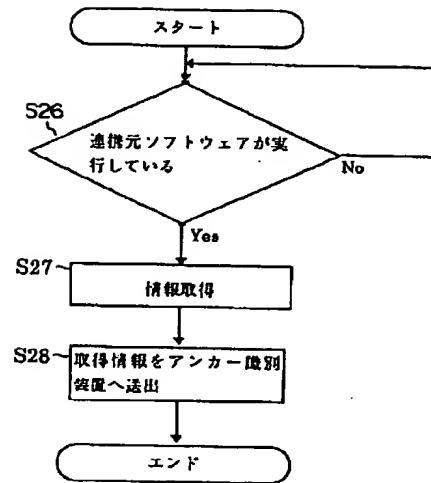 スタート
S26
連携元ソフトウェアが実
行している
No
Yes
S27
情報取得
S28
取得情報をアンカー識別
装置へ送出
エンド